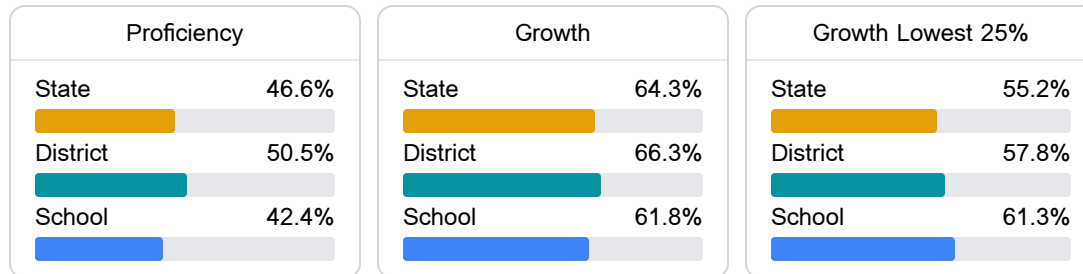 Proficiency
State 46.6%
District 50.5%
School 42.4%
Growth
State 64.3%
District 66.3%
School 61.8%
Growth Lowest 25%
State 55.2%
District 57.8%
School 61.3%